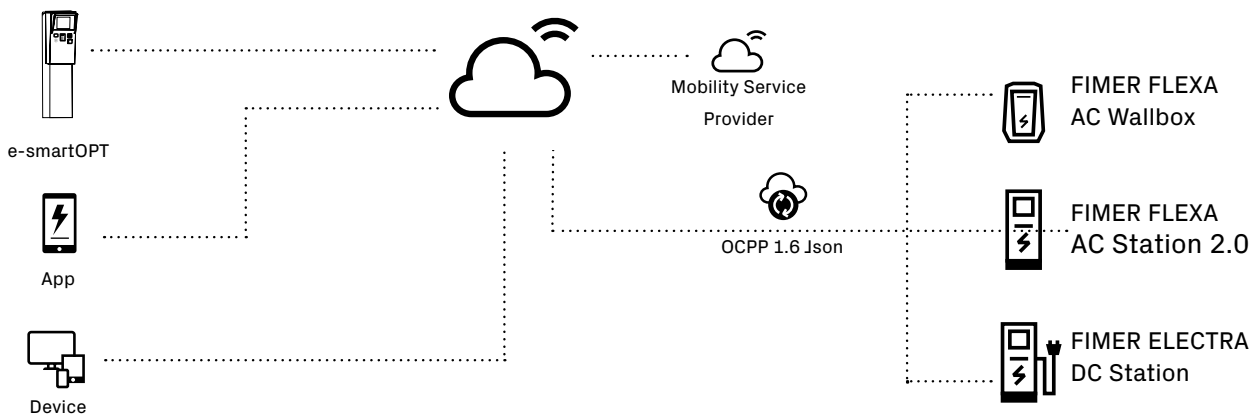 e-smartOPT
App
Device
Mobility Service
Provider
OCPP 1.6 Json
FIMER FLEXA
AC Wallbox
FIMER FLEXA
AC Station 2.0
FIMER ELECTRA
DC Station